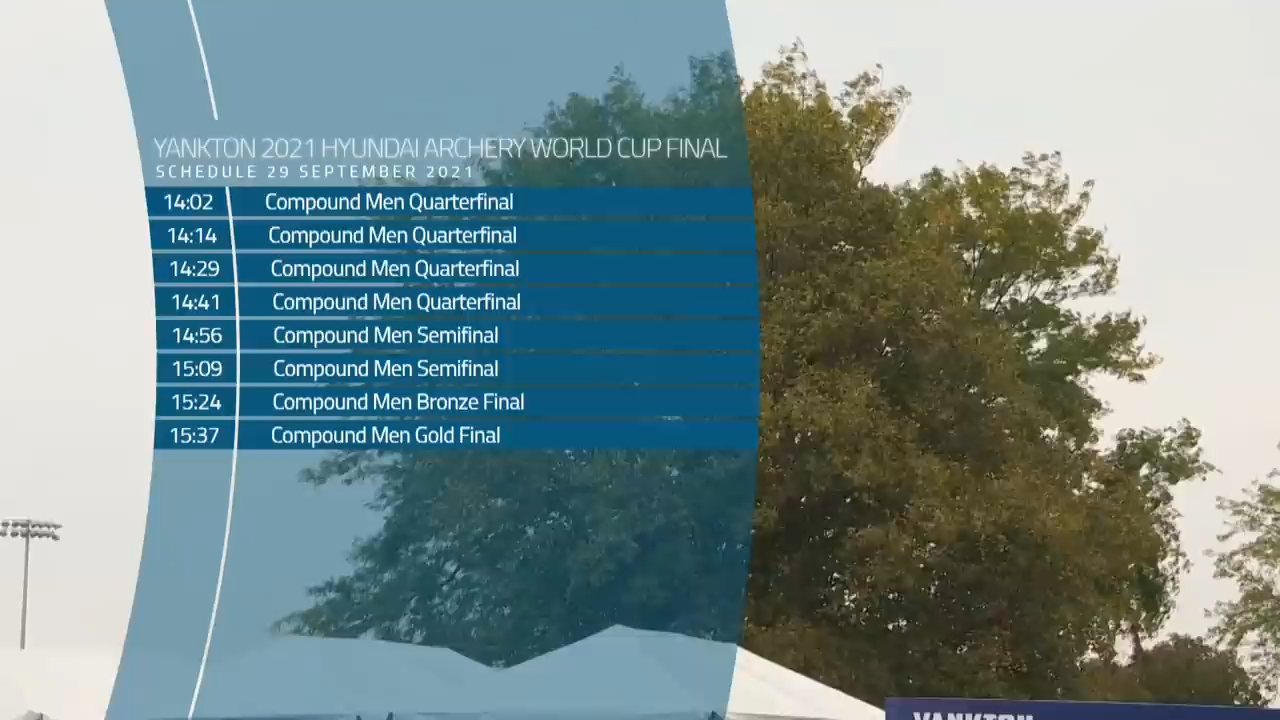 YANKTON 2021 HYUNDAI ARCHERY WORLD CUP FINAL
SCHEDULE 29 SEPTEMBER 2021
14:02 Compound Men Quarterfinal
14:14 Compound Men Quarterfinal
14:29 Compound Men Quarterfinal
14:41 Compound Men Quarterfinal
14:56 Compound Men Semifinal
15:09 Compound Men Semifinal
15:24 Compound Men Bronze Final
15:37 Compound Men Gold Final
YANKTON